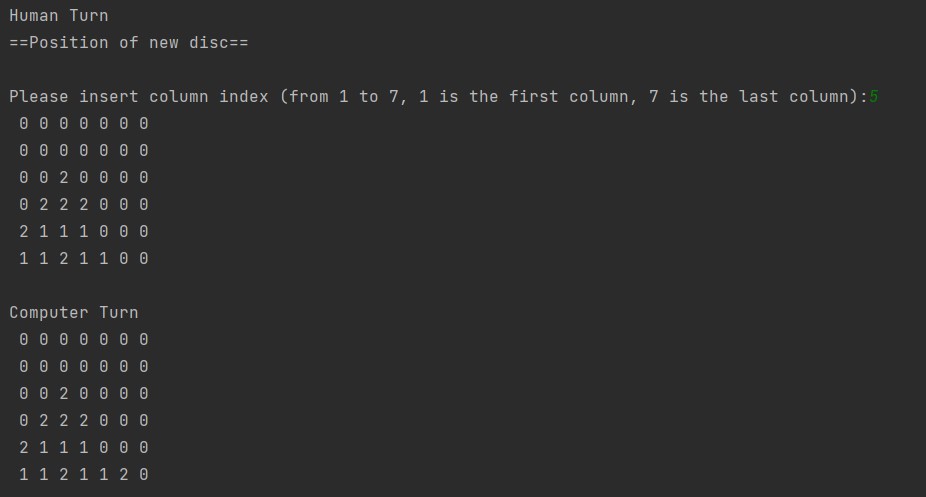 Human Turn
==Position of new disc==
Please insert column index (from 1 to 7, 1 is the first column, 7 is the last column):5
0 0 0 0 0 0 0
0 0 0 0 0 0 0
0 0 2 0 0 0 0
0 2 2 2 0 0 0
2 1 1 1 0 0 0
1 1 2 1 1 0 0
Computer Turn
0 0 0 0 0 0 0
0 0 0 0 0 0 0
0 0 2 0 0 0 0
0 2 2 2 0 0 0
2 1 1 1 0 0 0
1 1 2 1 1 2 0